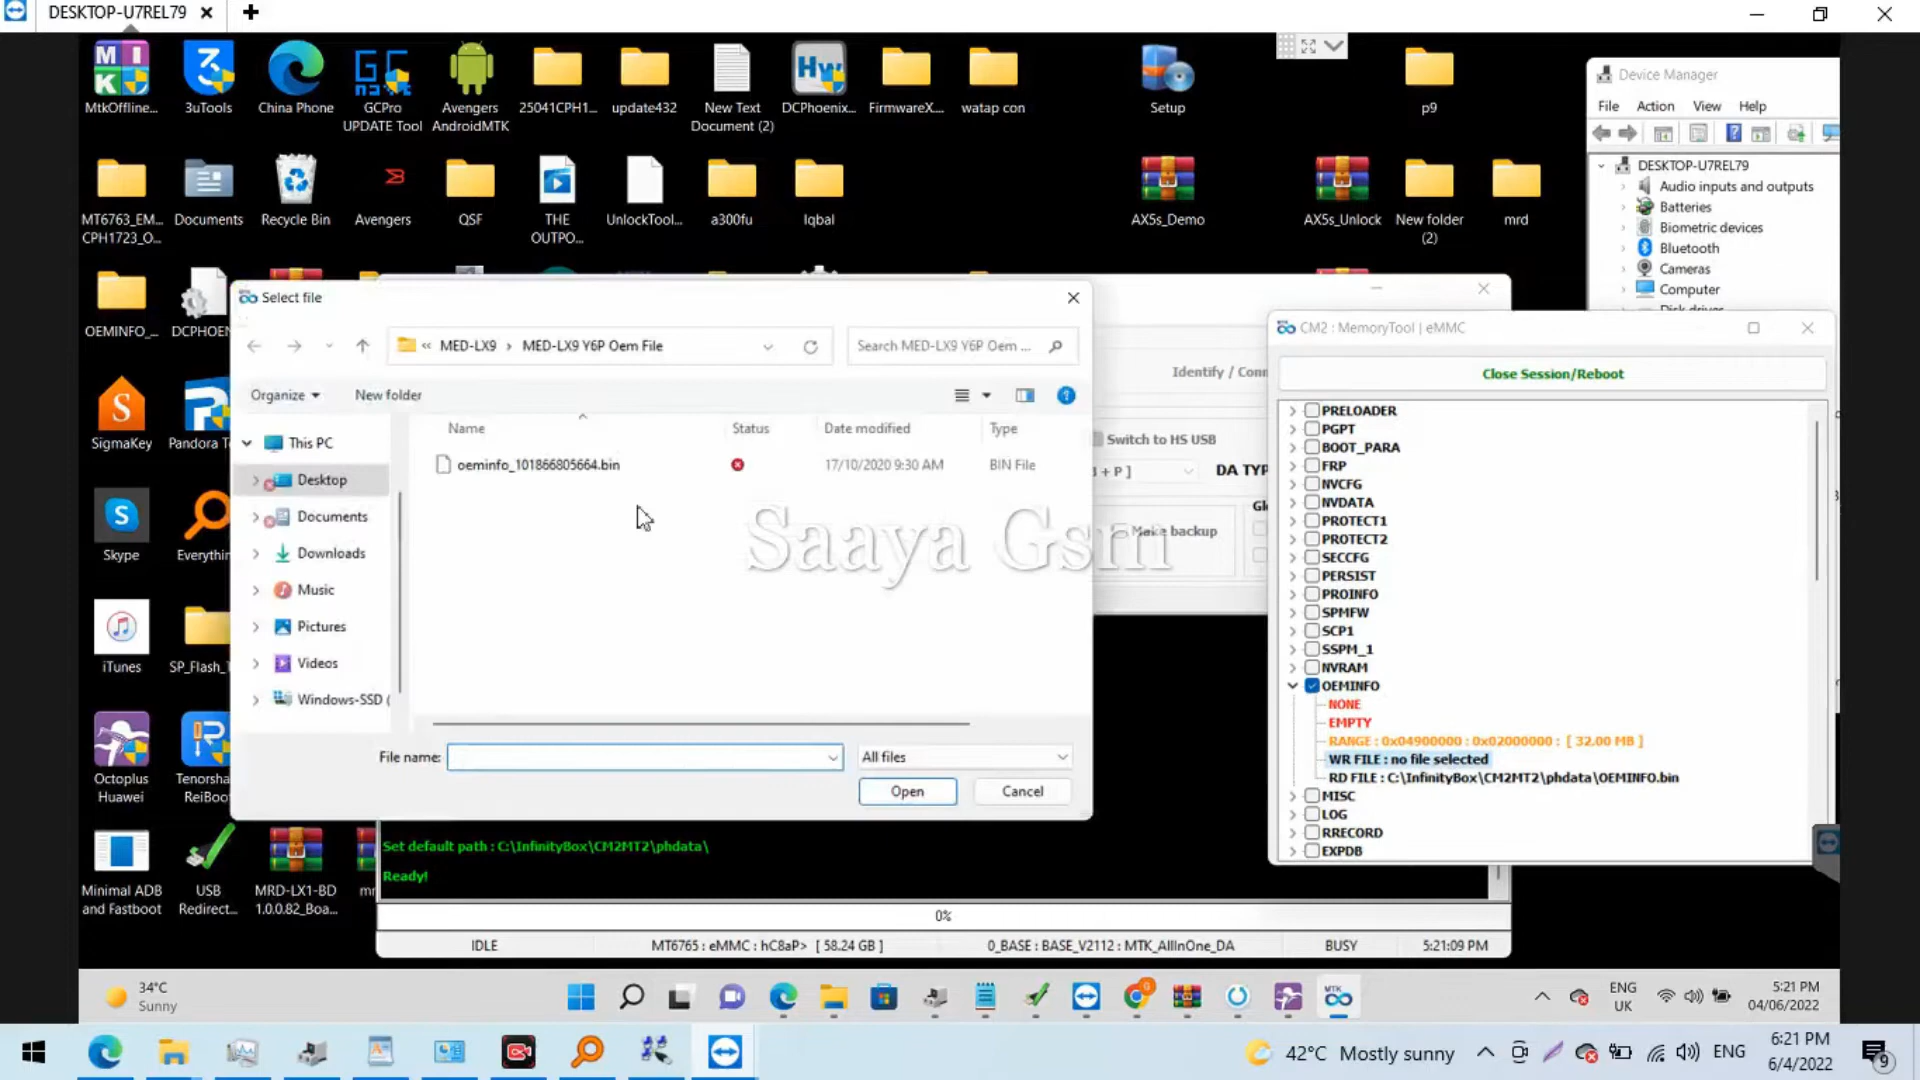 DESKTOP-U7REL79
MtkOffline...
3uTools
China Phone
GCPro
UPDATE Tool
Avengers
AndroidMTK
25041CPH1...
update432
New Text
Document (2)
DCPhoenix...
FirmwareX...
watap con
Setup
p9
Device Manager
File Action View Help
DESKTOP-U7REL79
Audio inputs and outputs
Batteries
Biometric devices
Bluetooth
Cameras
Computer
MT6763_EM...
CPH1723_O...
Documents
Recycle Bin
Avengers
QSF
THE
OUTPO...
UnlockTool...
a300fu
Iqbal
AX5s_Demo
AX5s_Unlock
New folder
(2)
mrd
OEMINFO_...
DCPHOEN
SigmaKey
Pandora T
Skype
Everythin
iTunes
SP_Flash_T
Octoplus
Huawei
Tenorsha
ReiBoo
Minimal ADB
and Fastboot
USB
Redirect...
MRD-LX1-BD
1.0.0.82_Boa...
Select file
« MED-LX9 › MED-LX9 Y6P Oem File
Search MED-LX9 Y6P Oem ...
Organize
New folder
Name Status Date modified Type
oeminfo_101866805664.bin 17/10/2020 9:30 AM BIN File
This PC
Desktop
Documents
Downloads
Music
Pictures
Videos
Windows-SSD (
File name:
All files
Open
Cancel
Identify / Conn
Switch to HS USB
3 + P ]
DA TYP
Make backup
Saaya Gsm
CM2 : MemoryTool | eMMC
Close Session/Reboot
PRELOADER
PGPT
BOOT_PARA
FRP
NVCFG
NVDATA
PROTECT1
PROTECT2
SECCFG
PERSIST
PROINFO
SPMFW
SCP1
SSPM_1
NVRAM
OEMINFO
NONE
EMPTY
RANGE : 0x04900000 : 0x02000000 : [ 32.00 MB ]
WR FILE : no file selected
RD FILE : C:\InfinityBox\CM2MT2\phdata\OEMINFO.bin
MISC
LOG
RRECORD
EXPDB
Set default path : C:\InfinityBox\CM2MT2\phdata\
Ready!
0%
IDLE
MT6765 : eMMC : hC8aP> [ 58.24 GB ]
0_BASE : BASE_V2112 : MTK_AllInOne_DA
BUSY
5:21:09 PM
34°C
Sunny
ENG
UK
5:21 PM
04/06/2022
42°C Mostly sunny
ENG
6:21 PM
6/4/2022
9